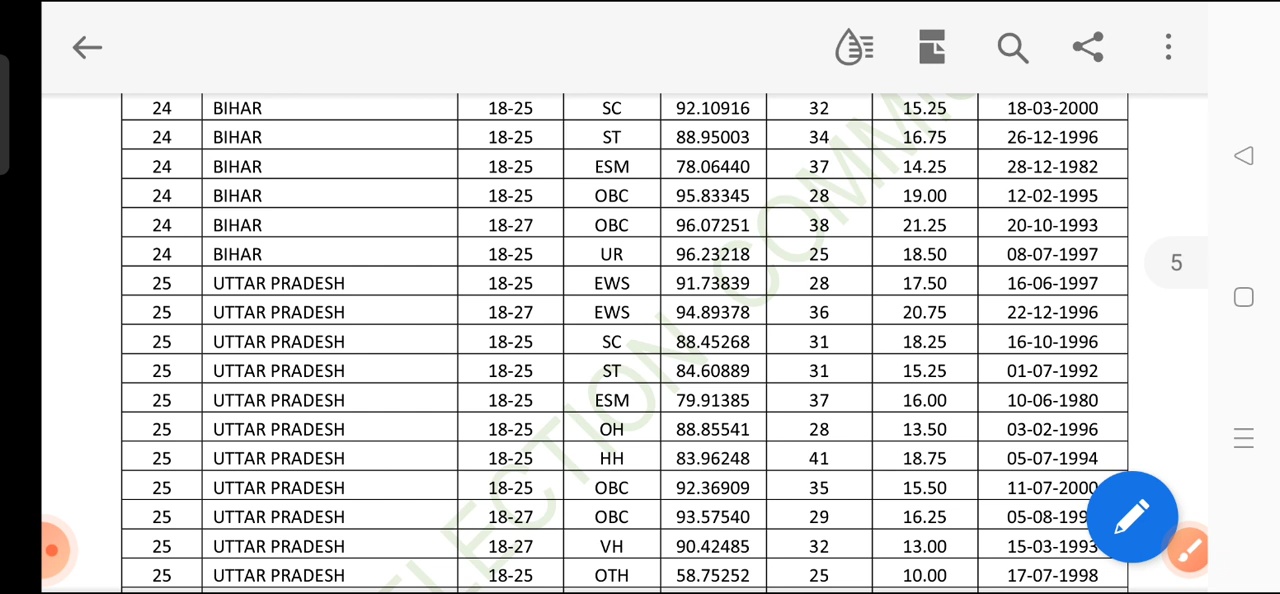 24 BIHAR 18-25 SC 92.10916 32 15.25 18-03-2000
24 BIHAR 18-25 ST 88.95003 34 16.75 26-12-1996
24 BIHAR 18-25 ESM 78.06440 37 14.25 28-12-1982
24 BIHAR 18-25 OBC 95.83345 28 19.00 12-02-1995
24 BIHAR 18-27 OBC 96.07251 38 21.25 20-10-1993
24 BIHAR 18-25 UR 96.23218 25 18.50 08-07-1997
25 UTTAR PRADESH 18-25 EWS 91.73839 28 17.50 16-06-1997
25 UTTAR PRADESH 18-27 EWS 94.89378 36 20.75 22-12-1996
25 UTTAR PRADESH 18-25 SC 88.45268 31 18.25 16-10-1996
25 UTTAR PRADESH 18-25 ST 84.60889 31 15.25 01-07-1992
25 UTTAR PRADESH 18-25 ESM 79.91385 37 16.00 10-06-1980
25 UTTAR PRADESH 18-25 OH 88.85541 28 13.50 03-02-1996
25 UTTAR PRADESH 18-25 HH 83.96248 41 18.75 05-07-1994
25 UTTAR PRADESH 18-25 OBC 92.36909 35 15.50 11-07-2000
25 UTTAR PRADESH 18-27 OBC 93.57540 29 16.25 05-08-199
25 UTTAR PRADESH 18-27 VH 90.42485 32 13.00 15-03-1993
25 UTTAR PRADESH 18-25 OTH 58.75252 25 10.00 17-07-1998
5
LECTION COMM